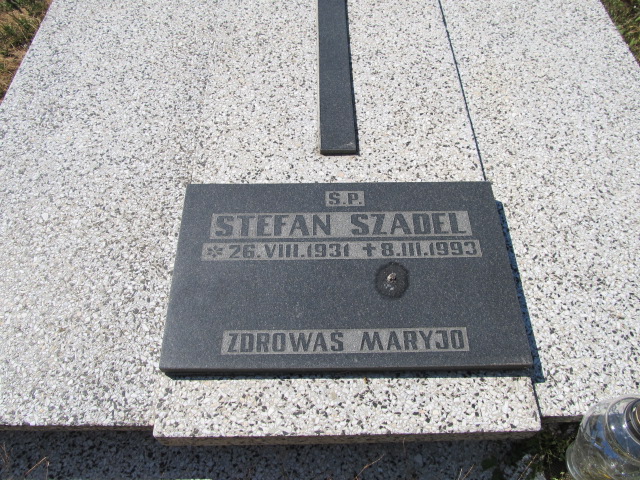 Ś.P.
STEFAN SZADEL
* 26.VIII.1931 ✝ 8.III.1993
ZDROWAŚ MARYJO